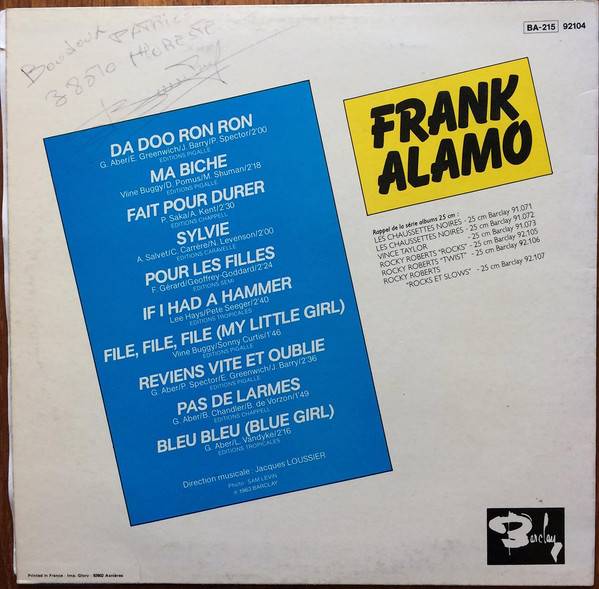 BA-215 92104
38570
FRANK
ALAMO
DA DOO RON RON
G. Aber/E. Greenwich/J. Barry/P. Spector/2'00
EDITIONS PIGALLE
MA BICHE
Vline Buggy/D. Pomus/M. Shuman/2'18
EDITIONS PIGALLE
FAIT POUR DURER
P. Saka/A. Kent/2'30
EDITIONS CHAPPELL
SYLVIE
A. Salvet/C. Carrère/N. Levenson/2'00
EDITIONS CARAVELLE
POUR LES FILLES
F. Gérard/Geoffrey-Goddard/2'24
EDITIONS SEMI
IF I HAD A HAMMER
Lee Hays/Pete Seeger/2'40
EDITIONS TROPICALES
FILE, FILE, FILE (MY LITTLE GIRL)
Vline Buggy/Sonny Curtis/1'46
EDITIONS PIGALLE
REVIENS VITE ET OUBLIE
G. Aber/P. Spector/E. Greenwich/J. Barry/2'36
EDITIONS PIGALLE
PAS DE LARMES
G. Aber/B. Chandler/B. de Vorzon/1'49
EDITIONS CHAPPELL
BLEU BLEU (BLUE GIRL)
G. Aber/L. Vandyke/2'16
EDITIONS TROPICALES
Direction musicale : Jacques LOUSSIER
Photo : SAM LEVIN
℗ 1963 BARCLAY
Rappel de la série albums 25 cm :
LES CHAUSSETTES NOIRES - 25 cm Barclay 91.071
LES CHAUSSETTES NOIRES - 25 cm Barclay 91.072
VINCE TAYLOR - 25 cm Barclay 91.073
ROCKY ROBERTS "ROCKS" - 25 cm Barclay 92.105
ROCKY ROBERTS "TWIST" - 25 cm Barclay 92.106
ROCKY ROBERTS
"ROCKS ET SLOWS" - 25 cm Barclay 92.107
Barclay
Printed in France - Imp. Glory - 92602 Asnières